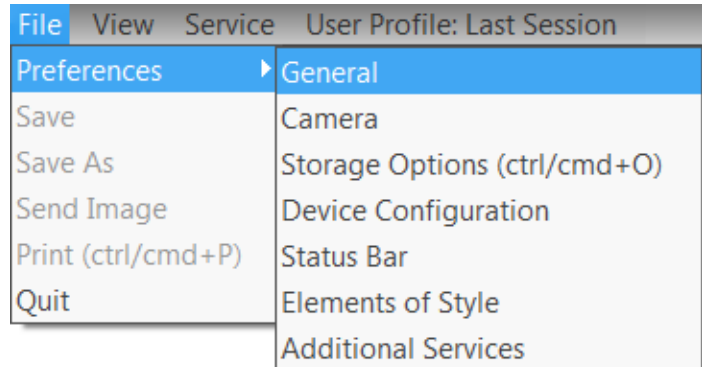 File View Service User Profile: Last Session
Preferences
General
Save
Camera
Save As
Storage Options (ctrl/cmd+O)
Send Image
Device Configuration
Print (ctrl/cmd+P)
Status Bar
Quit
Elements of Style
Additional Services